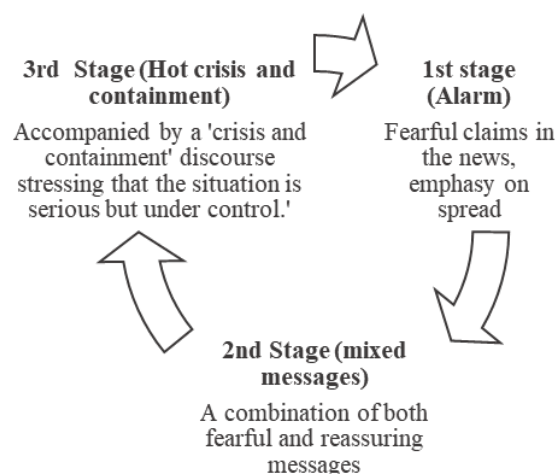 3rd Stage (Hot crisis and
containment)
Accompanied by a 'crisis and
containment' discourse
stressing that the situation is
serious but under control.'
1st stage
(Alarm)
Fearful claims in
the news,
emphasy on
spread
2nd Stage (mixed
messages)
A combination of both
fearful and reassuring
messages